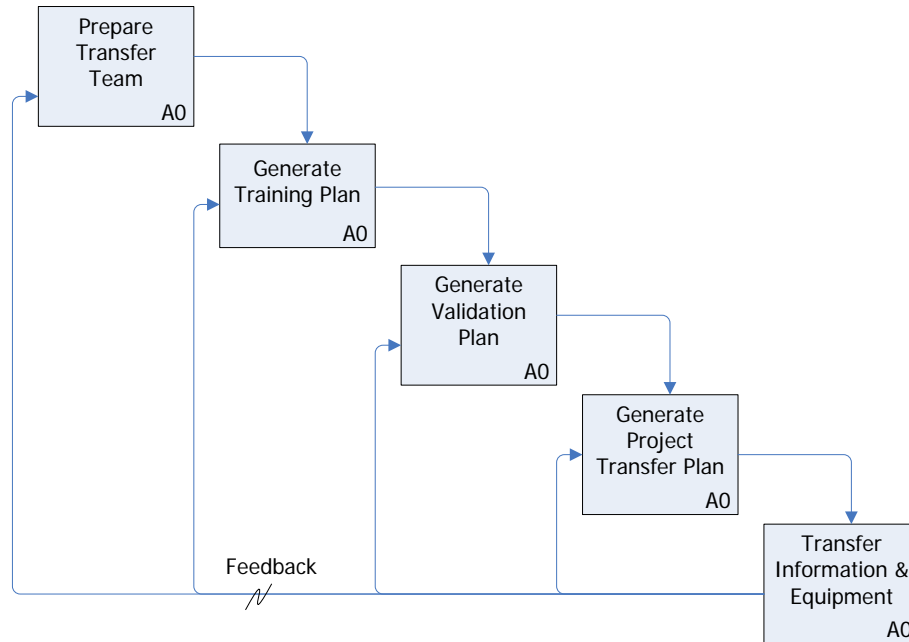 Prepare
Transfer
Team
A0
Generate
Training Plan
A0
Generate
Validation
Plan
A0
Generate
Project
Transfer Plan
A0
Transfer
Information &
Equipment
A0
Feedback